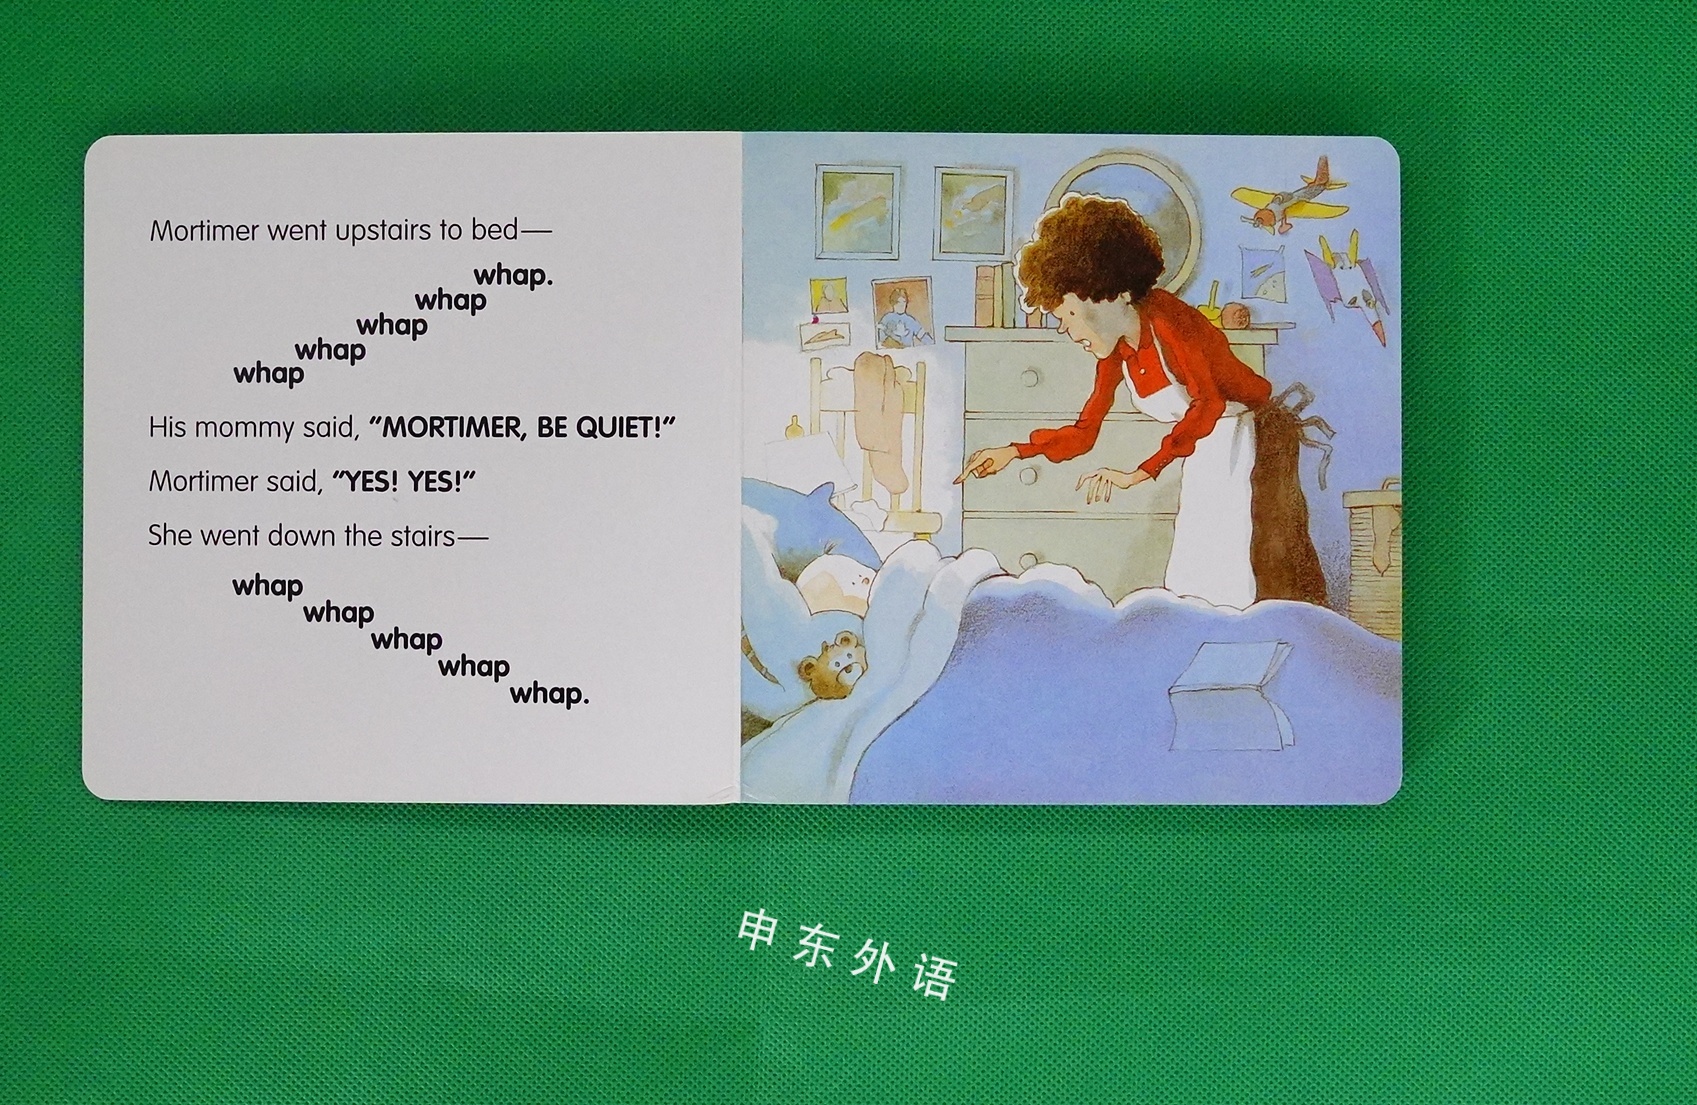 Mortimer went upstairs to bed—
whap.
whap
whap
whap
whap
His mommy said, "MORTIMER, BE QUIET!"
Mortimer said, "YES! YES!"
She went down the stairs—
whap
whap
whap
whap
whap.
申东外语